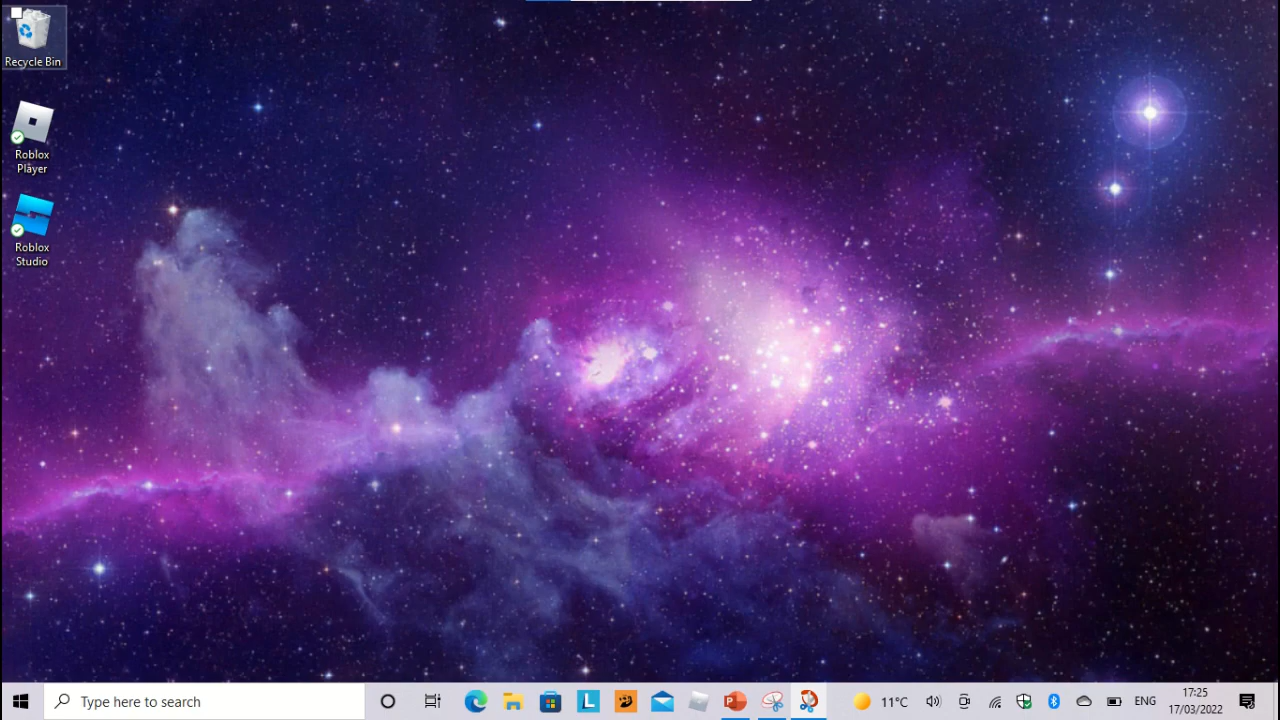 Recycle Bin
Roblox
Player
Roblox
Studio
Type here to search
L
P
11°C
ENG
17:25
17/03/2022